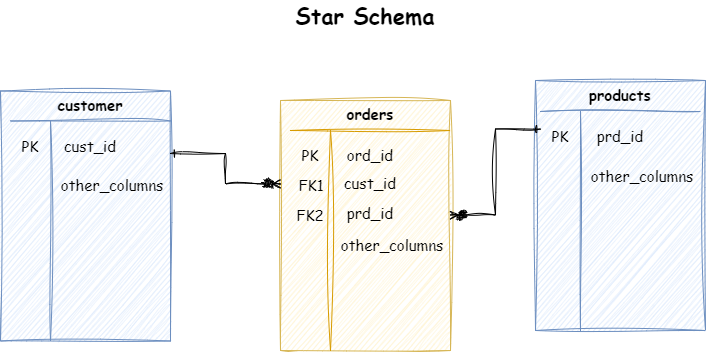 Star Schema
customer
PK cust_id
other_columns
orders
PK ord_id
FK1 cust_id
FK2 prd_id
other_columns
products
PK prd_id
other_columns